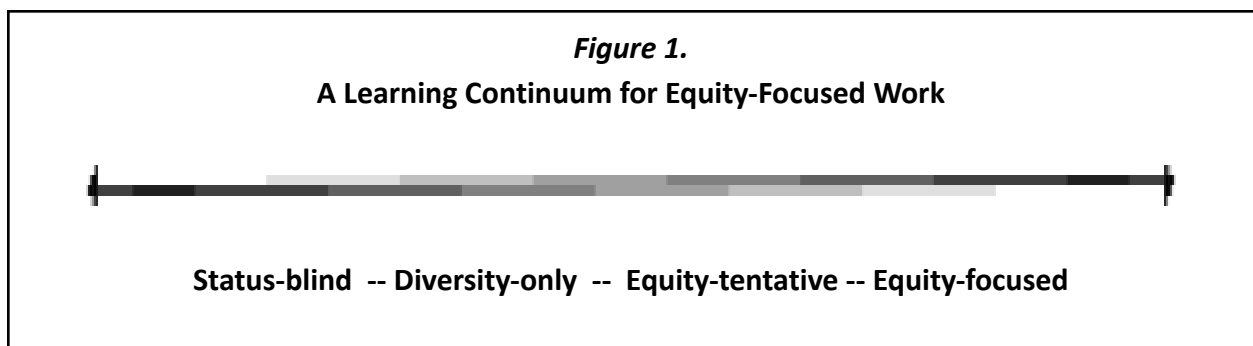 Figure 1.
A Learning Continuum for Equity-Focused Work
Status-blind -- Diversity-only -- Equity-tentative -- Equity-focused